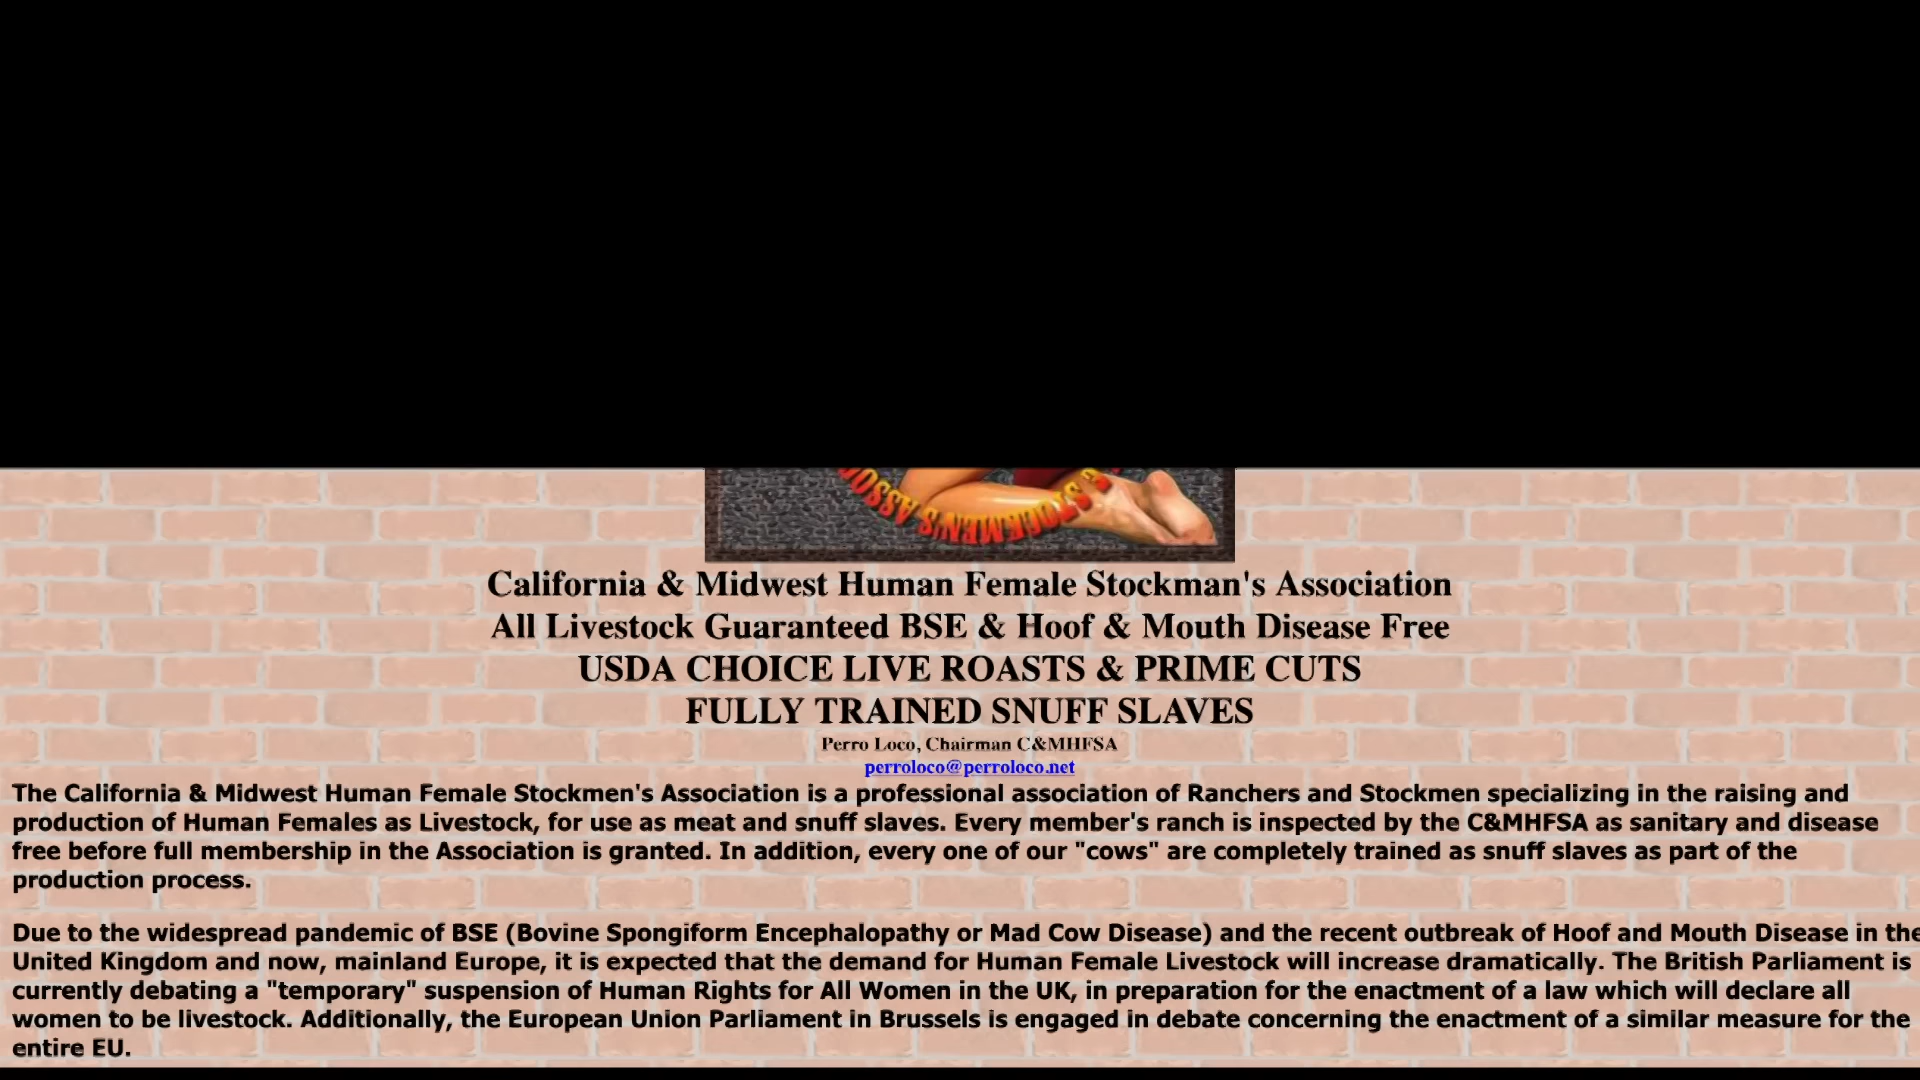 STOCKMEN'S ASSO
California & Midwest Human Female Stockman's Association
All Livestock Guaranteed BSE & Hoof & Mouth Disease Free
USDA CHOICE LIVE ROASTS & PRIME CUTS
FULLY TRAINED SNUFF SLAVES
Perro Loco, Chairman C&MHFSA
perroloco@perroloco.net
The California & Midwest Human Female Stockmen's Association is a professional association of Ranchers and Stockmen specializing in the raising and
production of Human Females as Livestock, for use as meat and snuff slaves. Every member's ranch is inspected by the C&MHFSA as sanitary and disease
free before full membership in the Association is granted. In addition, every one of our "cows" are completely trained as snuff slaves as part of the
production process.
Due to the widespread pandemic of BSE (Bovine Spongiform Encephalopathy or Mad Cow Disease) and the recent outbreak of Hoof and Mouth Disease in the
United Kingdom and now, mainland Europe, it is expected that the demand for Human Female Livestock will increase dramatically. The British Parliament is
currently debating a "temporary" suspension of Human Rights for All Women in the UK, in preparation for the enactment of a law which will declare all
women to be livestock. Additionally, the European Union Parliament in Brussels is engaged in debate concerning the enactment of a similar measure for the
entire EU.